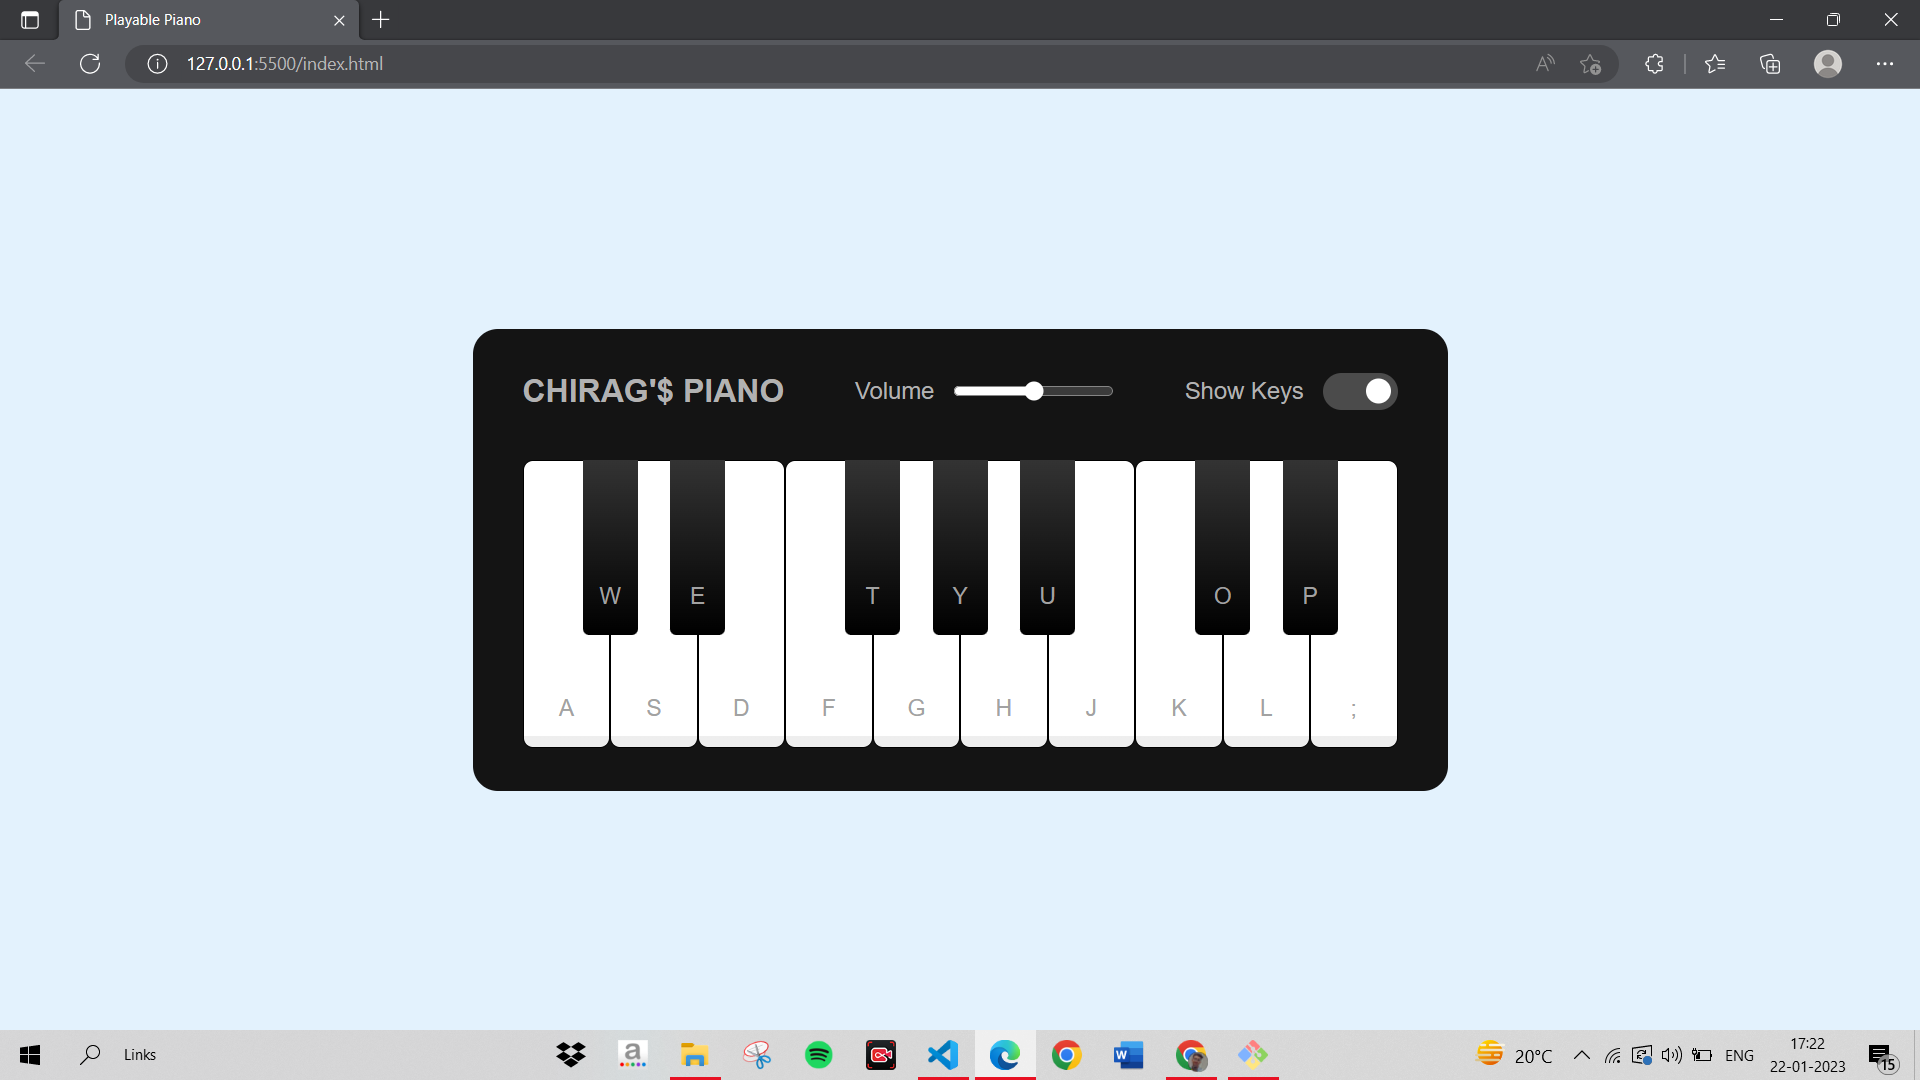 Playable Piano
127.0.0.1:5500/index.html
CHIRAG'$ PIANO
Volume
Show Keys
W E T Y U O P
A S D F G H J K L ;
Links
20°C
ENG
17:22
22-01-2023
15